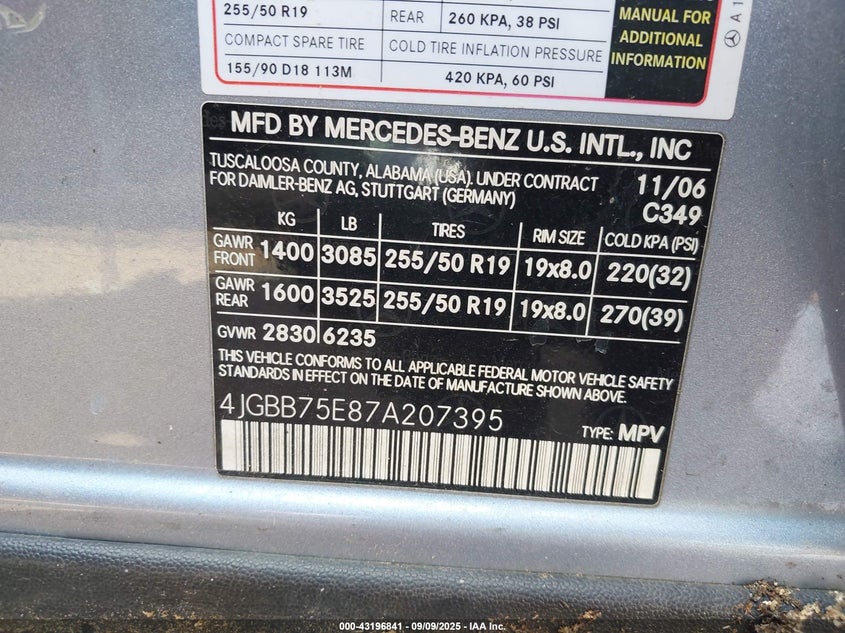 255/50 R19 REAR 260 KPA, 38 PSI
COMPACT SPARE TIRE COLD TIRE INFLATION PRESSURE
155/90 D18 113M 420 KPA, 60 PSI
MANUAL FOR
ADDITIONAL
INFORMATION
A 1
MFD BY MERCEDES-BENZ U.S. INTL., INC
TUSCALOOSA COUNTY, ALABAMA (USA). UNDER CONTRACT
FOR DAIMLER-BENZ AG, STUTTGART (GERMANY)
11/06
C349
KG LB TIRES RIM SIZE COLD KPA (PSI)
GAWR FRONT 1400 3085 255/50 R19 19x8.0 220(32)
GAWR REAR 1600 3525 255/50 R19 19x8.0 270(39)
GVWR 2830 6235
THIS VEHICLE CONFORMS TO ALL APPLICABLE FEDERAL MOTOR VEHICLE SAFETY
STANDARDS IN EFFECT ON THE DATE OF MANUFACTURE SHOWN ABOVE.
4JGBB75E87A207395
TYPE: MPV
000-43196841 - 09/09/2025 - IAA Inc.